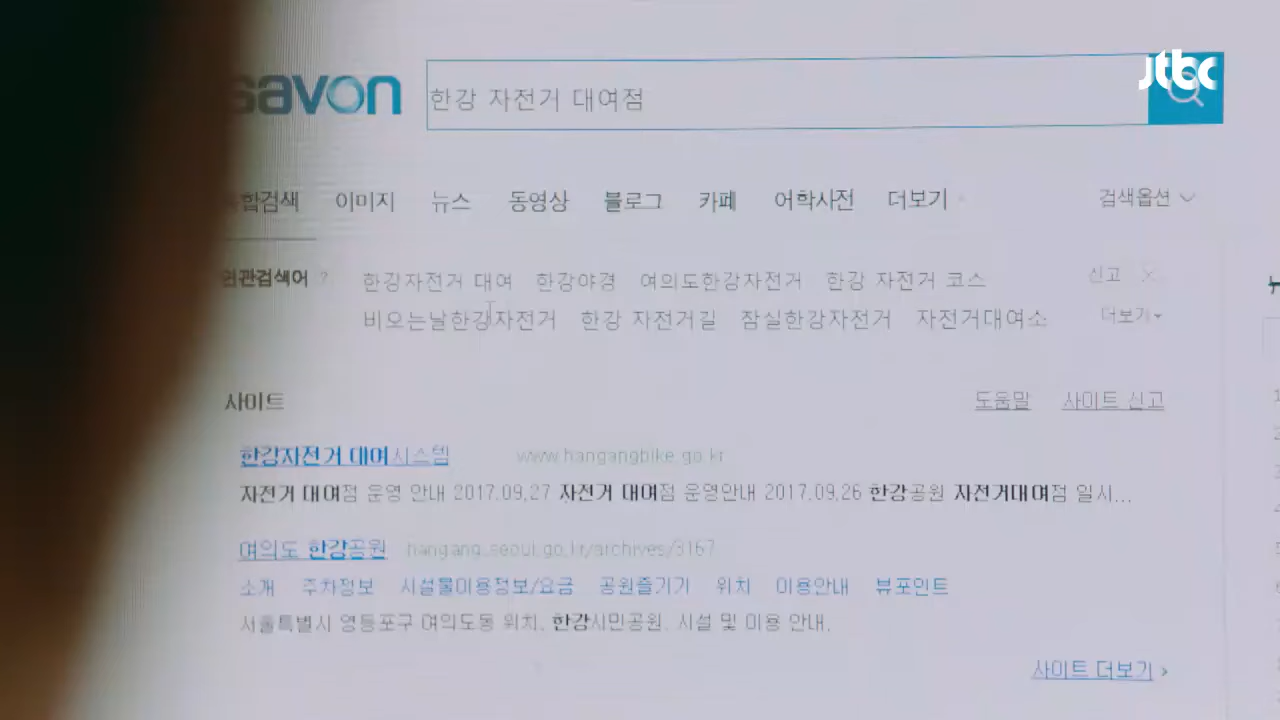 savon
한강 자전거 대여점
jtbc
통합검색 이미지 뉴스 동영상 블로그 카페 어학사전 더보기 검색옵션
연관검색어 ? 한강자전거 대여 한강야경 여의도한강자전거 한강 자전거 코스 신고 ×
비오는날한강자전거 한강 자전거길 잠실한강자전거 자전거대여소 더보기
사이트 도움말 사이트 신고
한강자전거 대여시스템 www.hangangbike.go.kr
자전거 대여점 운영 안내 2017.09.27 자전거 대여점 운영안내 2017.09.26 한강공원 자전거대여점 일시...
여의도 한강공원 hangang.seoul.go.kr/archives/3167
소개 주차정보 시설물이용정보/요금 공원즐기기 위치 이용안내 뷰포인트
서울특별시 영등포구 여의도동 위치. 한강시민공원. 시설 및 이용 안내.
사이트 더보기 >